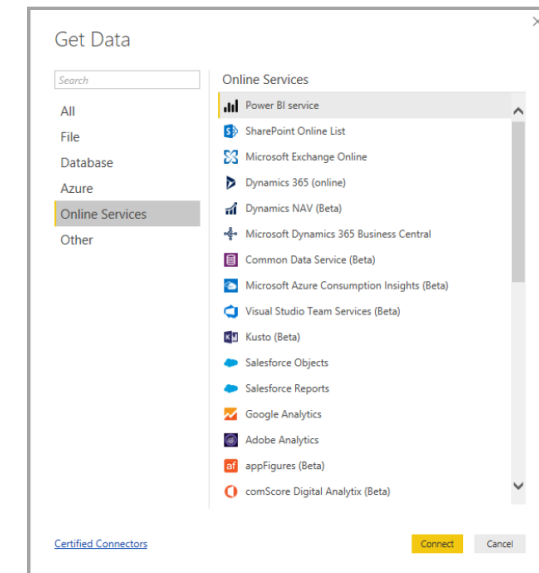 Get Data
Search
All
File
Database
Azure
Online Services
Other
Online Services
Power BI service
SharePoint Online List
Microsoft Exchange Online
Dynamics 365 (online)
Dynamics NAV (Beta)
Microsoft Dynamics 365 Business Central
Common Data Service (Beta)
Microsoft Azure Consumption Insights (Beta)
Visual Studio Team Services (Beta)
Kusto (Beta)
Salesforce Objects
Salesforce Reports
Google Analytics
Adobe Analytics
af appFigures (Beta)
comScore Digital Analytix (Beta)
Certified Connectors
Connect Cancel